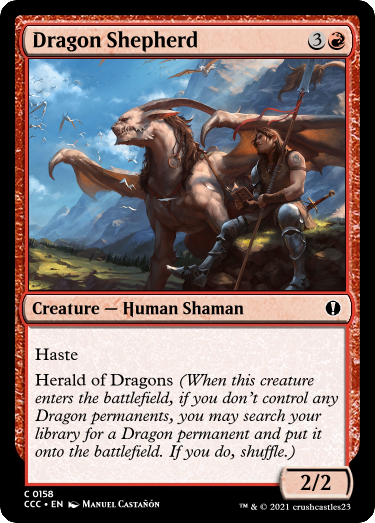 Dragon Shepherd 3
Creature — Human Shaman
Haste
Herald of Dragons (When this creature
enters the battlefield, if you don't control any
Dragon permanents, you may search your
library for a Dragon permanent and put it
onto the battlefield. If you do, shuffle.)
2/2
C 0158
CCC • EN Manuel Castañón
™ & © 2021 crushcastles23